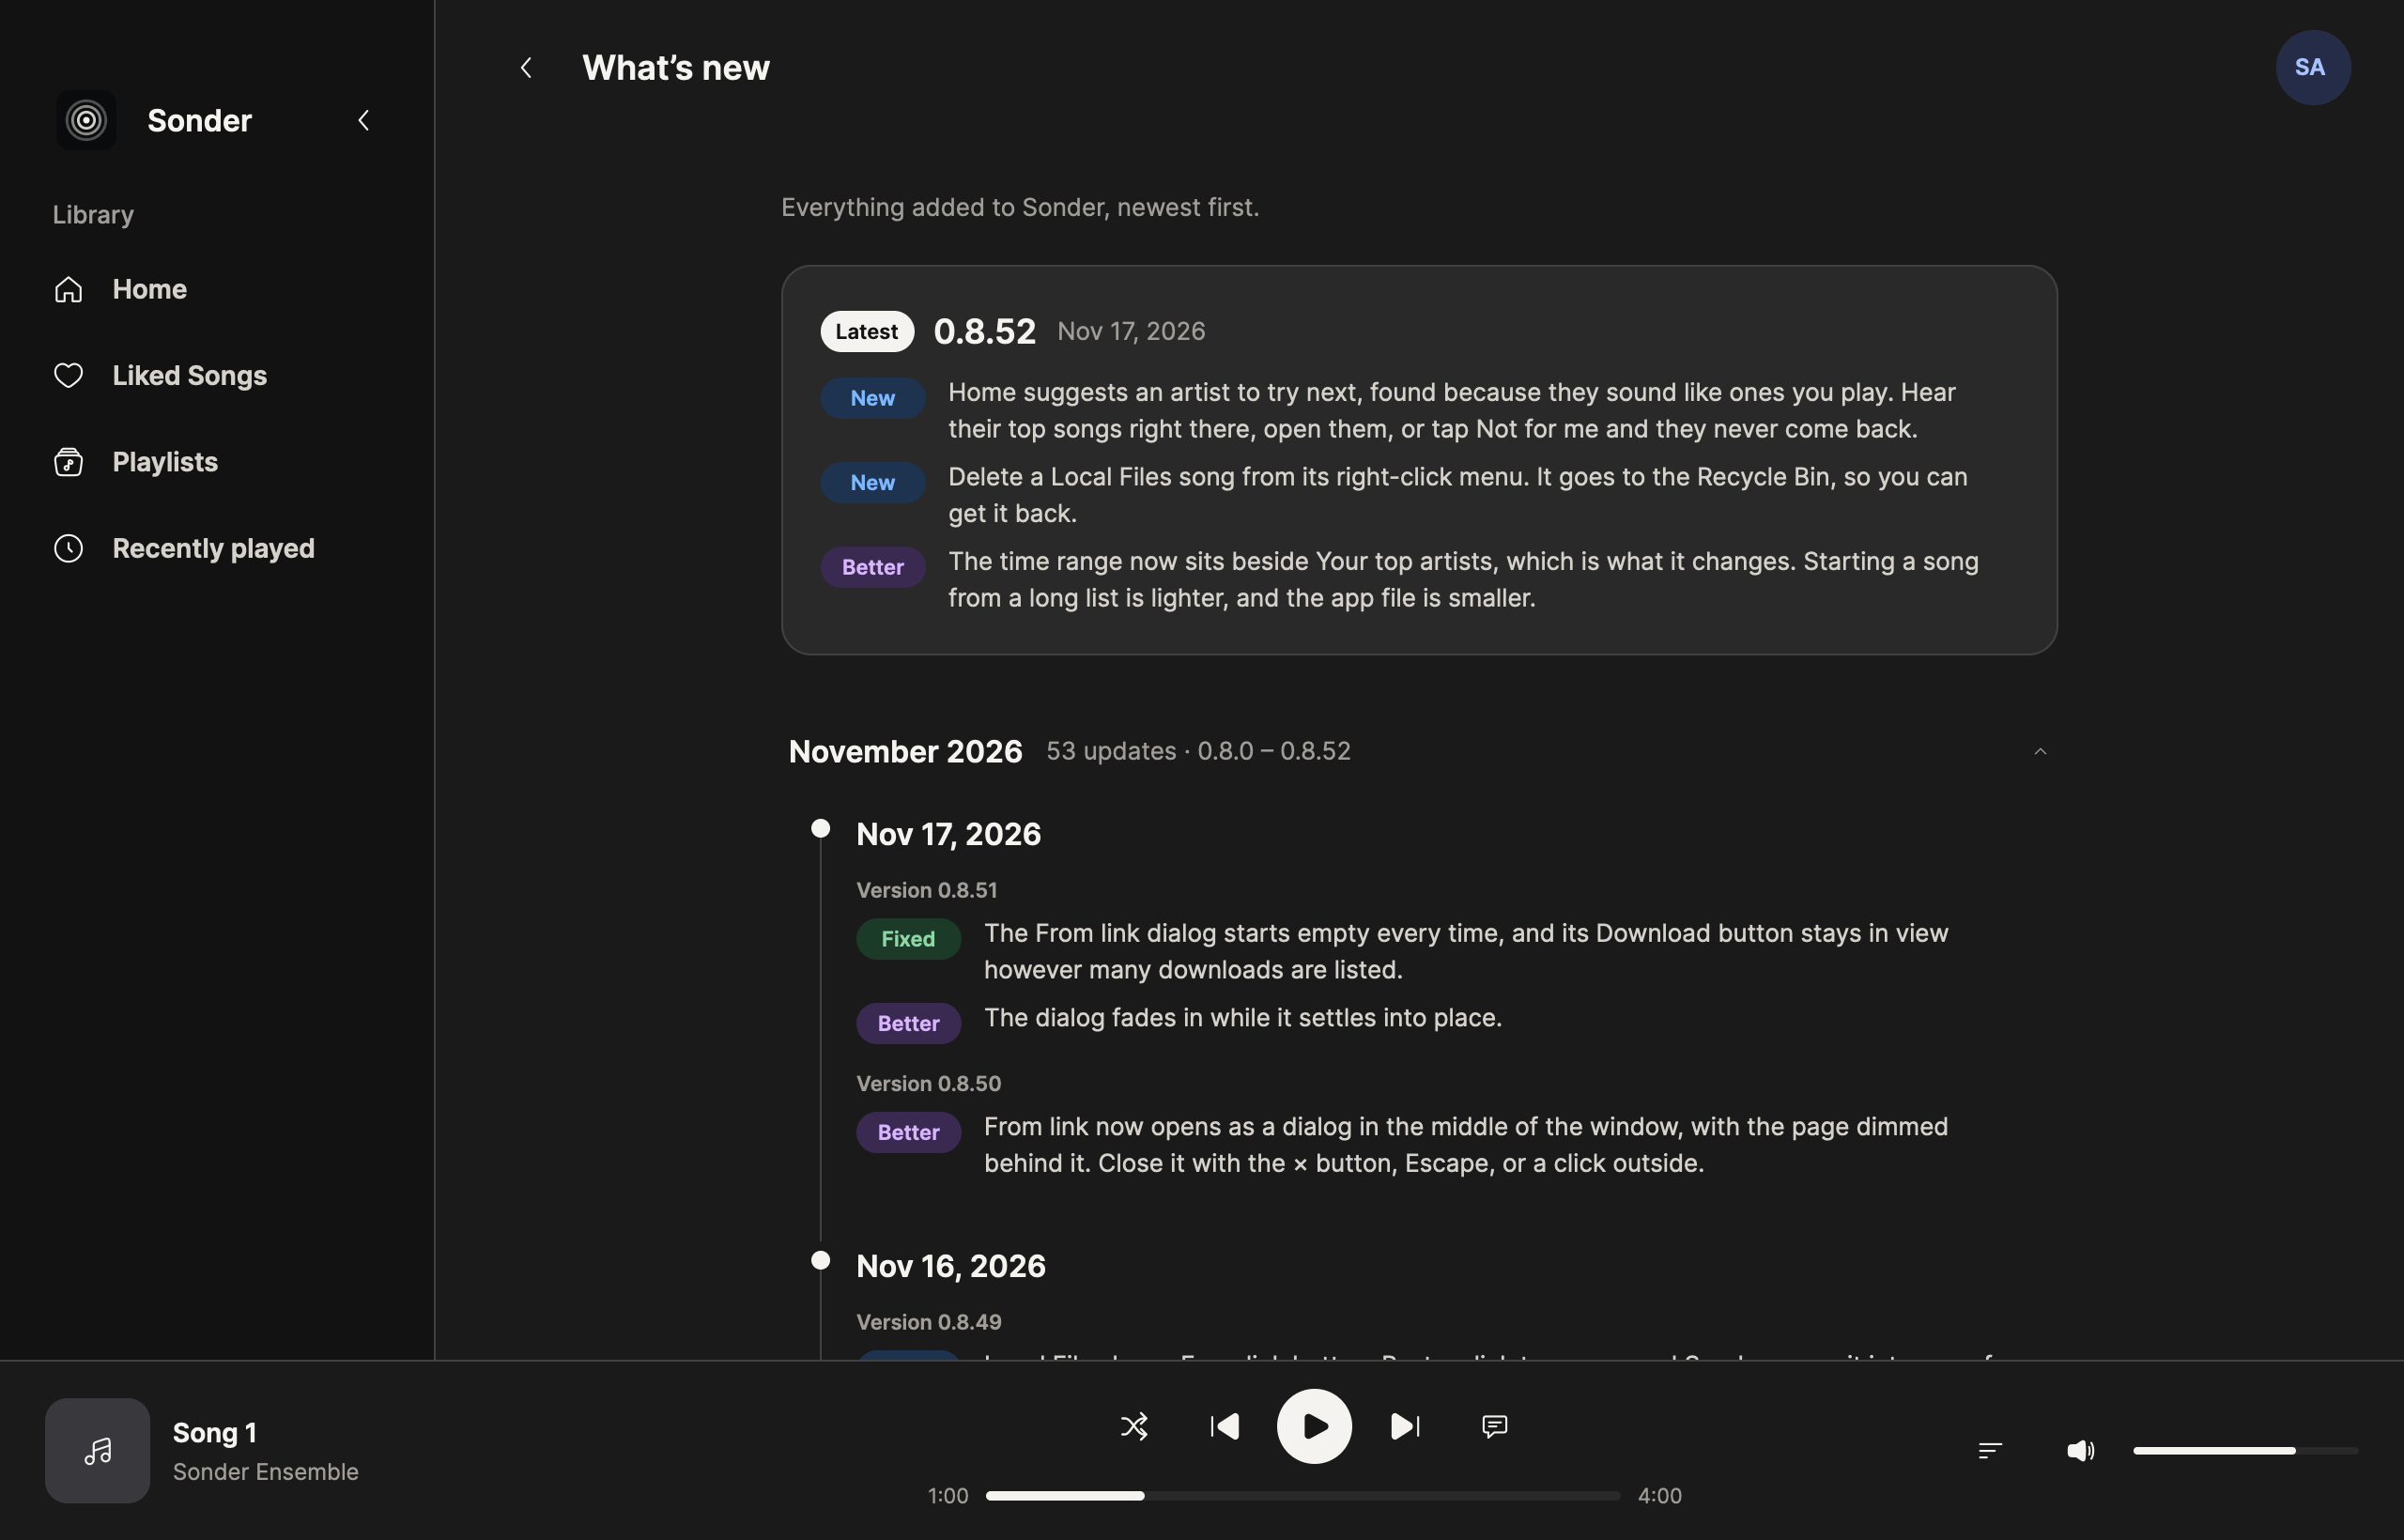 Sonder
Library
Home
Liked Songs
Playlists
Recently played
What’s new
SA
Everything added to Sonder, newest first.
Latest 0.8.52 Nov 17, 2026
New Home suggests an artist to try next, found because they sound like ones you play. Hear
their top songs right there, open them, or tap Not for me and they never come back.
New Delete a Local Files song from its right-click menu. It goes to the Recycle Bin, so you can
get it back.
Better The time range now sits beside Your top artists, which is what it changes. Starting a song
from a long list is lighter, and the app file is smaller.
November 2026 53 updates · 0.8.0 – 0.8.52
Nov 17, 2026
Version 0.8.51
Fixed The From link dialog starts empty every time, and its Download button stays in view
however many downloads are listed.
Better The dialog fades in while it settles into place.
Version 0.8.50
Better From link now opens as a dialog in the middle of the window, with the page dimmed
behind it. Close it with the × button, Escape, or a click outside.
Nov 16, 2026
Version 0.8.49
Song 1
Sonder Ensemble
1:00
4:00